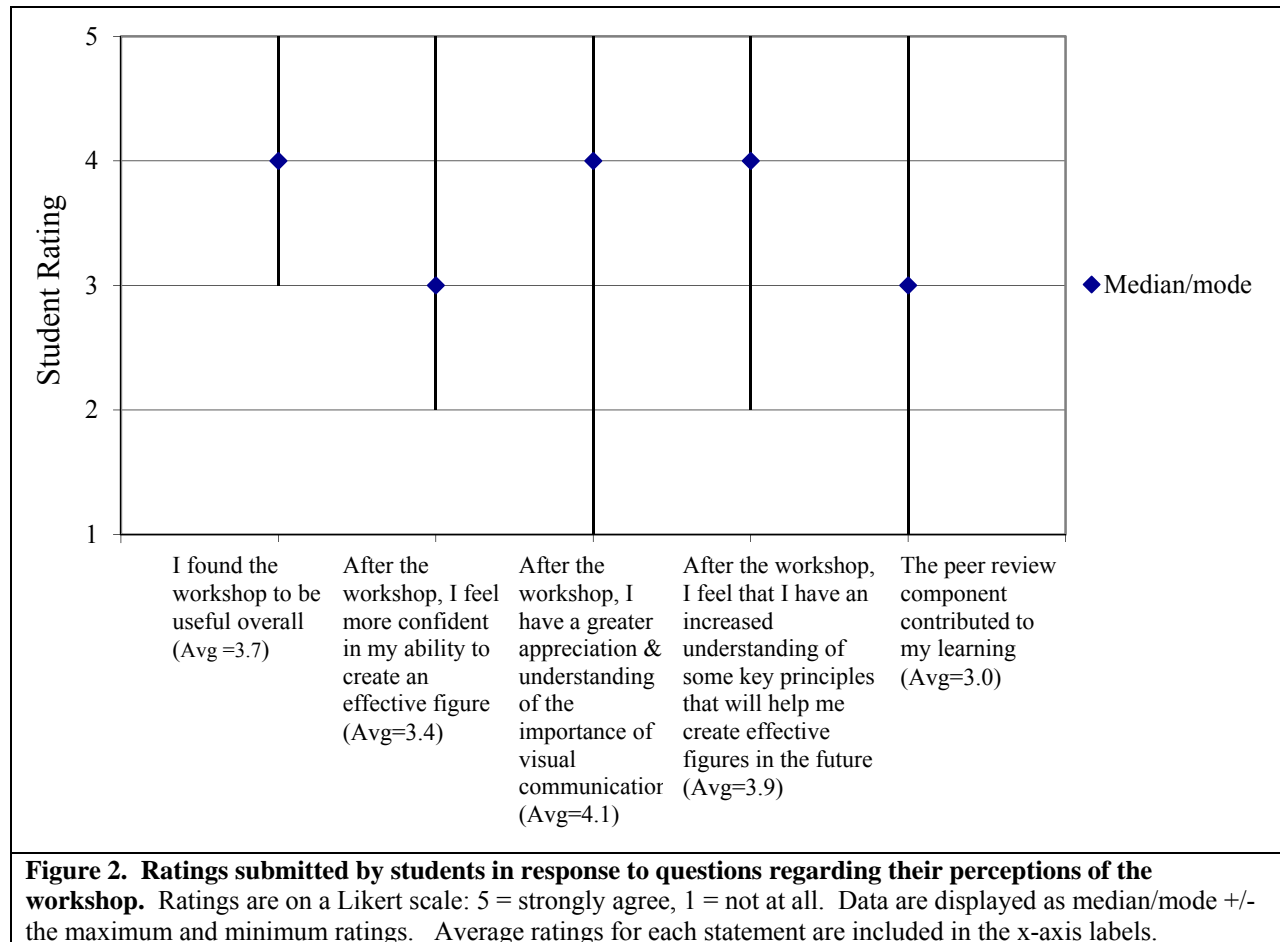 5
4
3
2
1
Student Rating
Median/mode
I found the
workshop to be
useful overall
(Avg =3.7)
After the
workshop, I feel
more confident
in my ability to
create an
effective figure
(Avg=3.4)
After the
workshop, I
have a greater
appreciation &
understanding
of the
importance of
visual
communication
(Avg=4.1)
After the workshop,
I feel that I have an
increased
understanding of
some key principles
that will help me
create effective
figures in the future
(Avg=3.9)
The peer review
component
contributed to
my learning
(Avg=3.0)
Figure 2. Ratings submitted by students in response to questions regarding their perceptions of the
workshop. Ratings are on a Likert scale: 5 = strongly agree, 1 = not at all. Data are displayed as median/mode +/-
the maximum and minimum ratings. Average ratings for each statement are included in the x-axis labels.